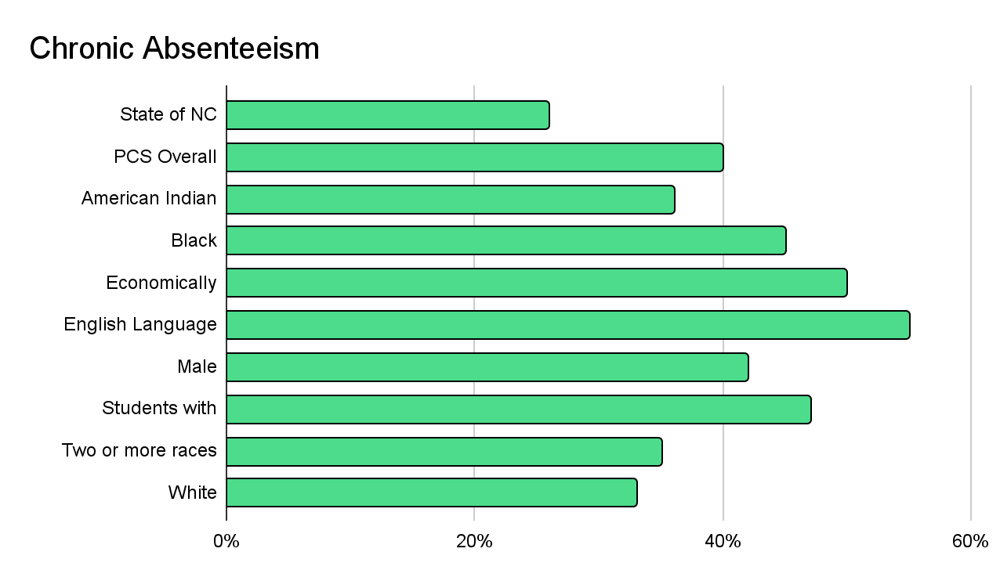 Chronic Absenteeism
State of NC
PCS Overall
American Indian
Black
Economically
English Language
Male
Students with
Two or more races
White
0%
20%
40%
60%